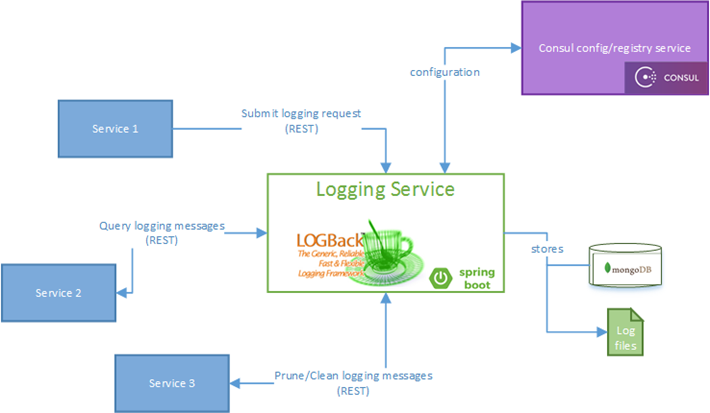 Consul config/registry service
CONSUL
configuration
Submit logging request
(REST)
Service 1
Logging Service
LOGBack
The Generic, Reliable
Fast & Flexible
Logging Framework
spring
boot
Query logging messages
(REST)
stores
mongoDB
Service 2
Log
files
Service 3
Prune/Clean logging messages
(REST)